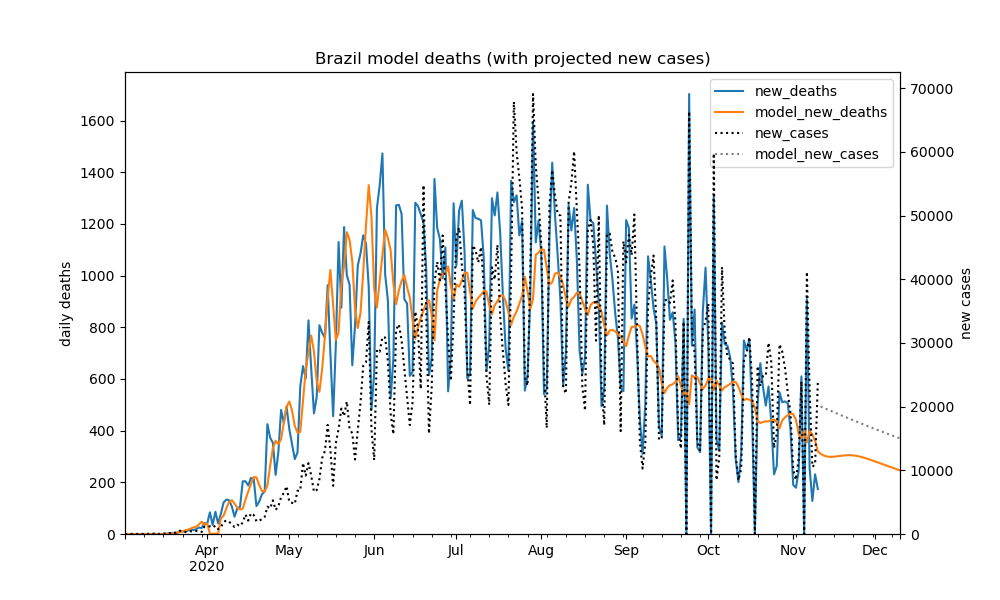 Brazil model deaths (with projected new cases)
new_deaths
model_new_deaths
new_cases
model_new_cases
daily deaths
1600
1400
1200
1000
800
600
400
200
0
new cases
70000
60000
50000
40000
30000
20000
10000
0
Apr May Jun Jul Aug Sep Oct Nov Dec
2020